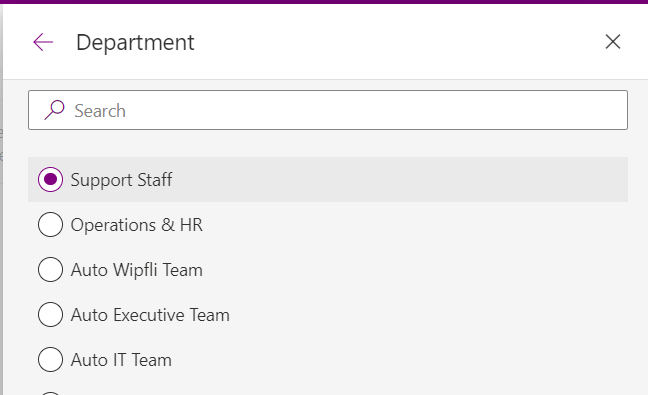 Department
Search
Support Staff
Operations & HR
Auto Wipfli Team
Auto Executive Team
Auto IT Team